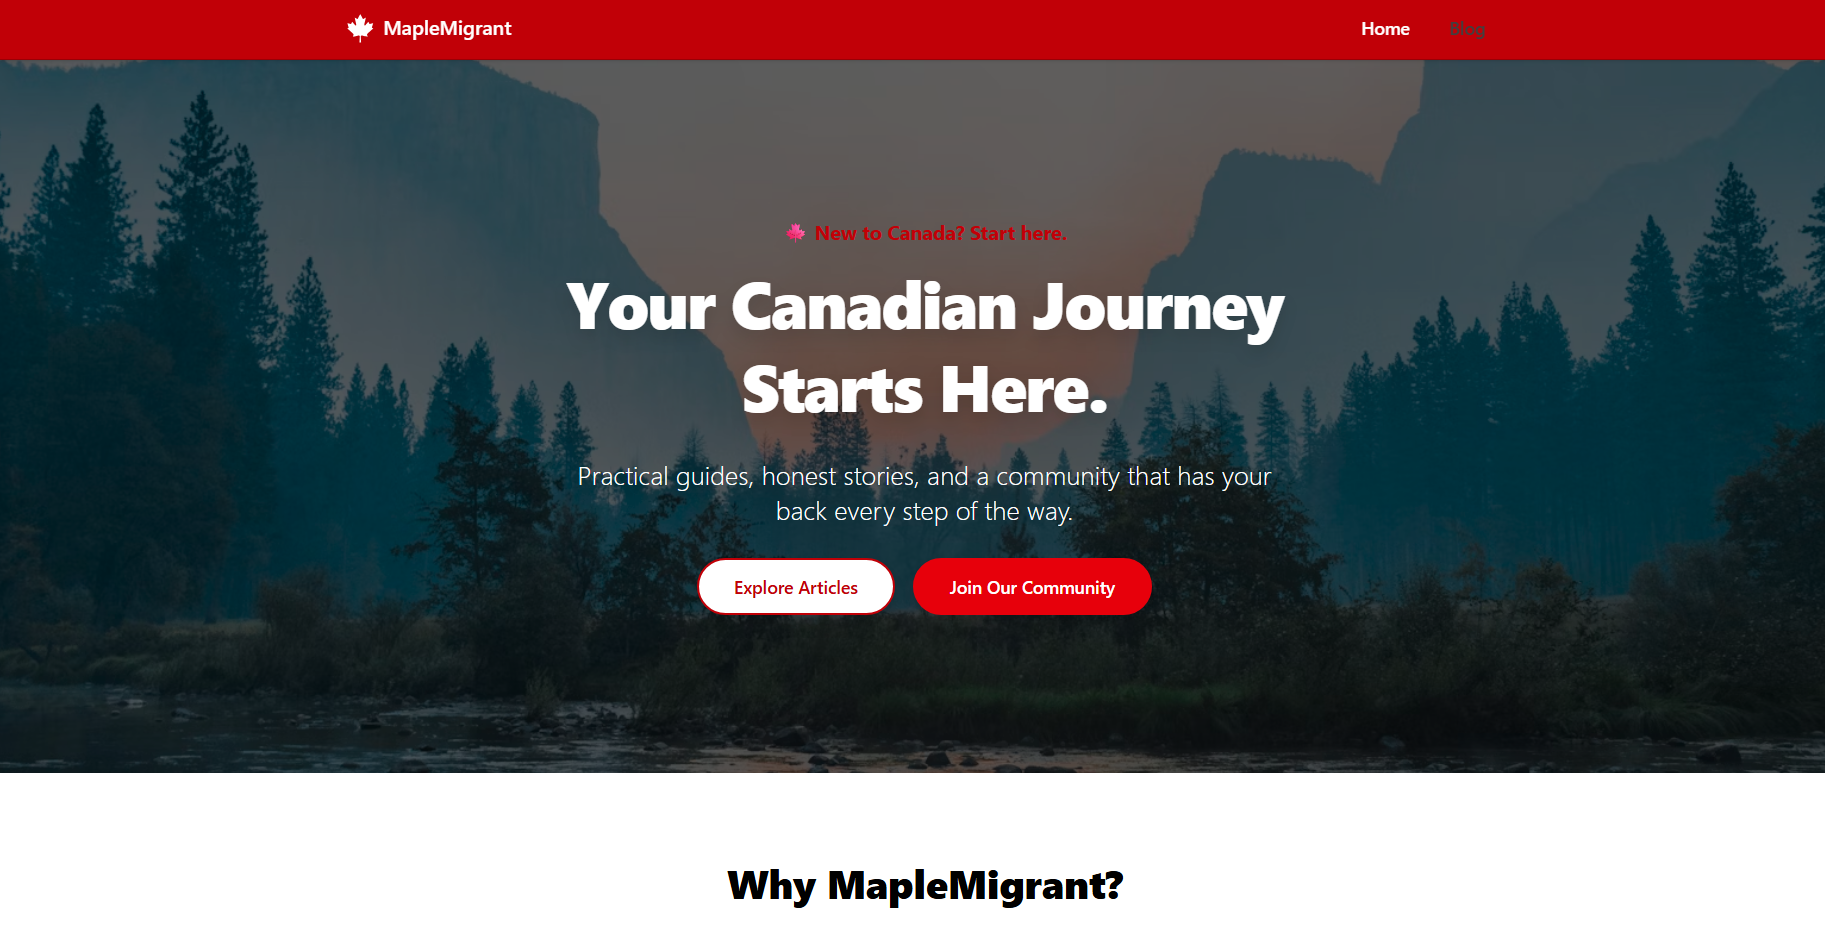 MapleMigrant
Home
Blog
New to Canada? Start here.
Your Canadian Journey
Starts Here.
Practical guides, honest stories, and a community that has your
back every step of the way.
Explore Articles
Join Our Community
Why MapleMigrant?